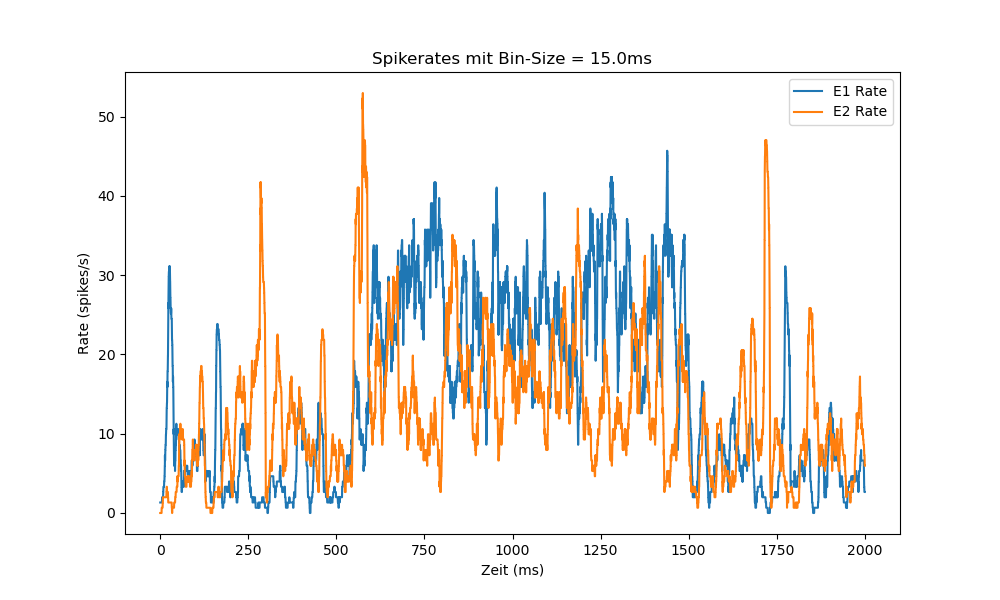 Spikerates mit Bin-Size = 15.0ms
E1 Rate
E2 Rate
Rate (spikes/s)
50
40
30
20
10
0
0 250 500 750 1000 1250 1500 1750 2000
Zeit (ms)